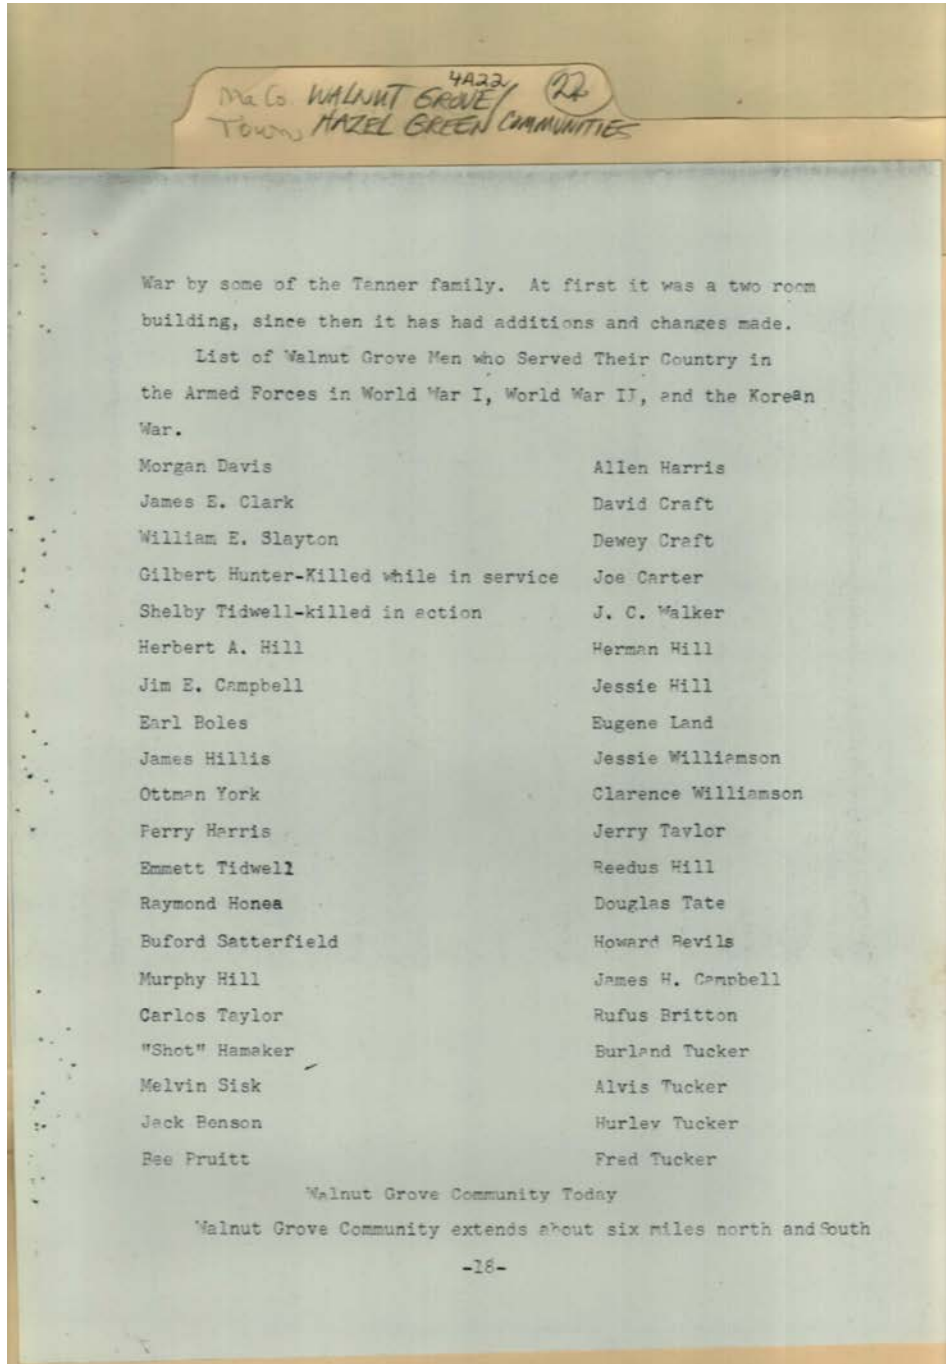 4A22
Ma Co. WALNUT GROVE/ 22
Town, HAZEL GREEN COMMUNITIES
War by some of the Tanner family. At first it was a two room
building, since then it has had additions and changes made.
List of Walnut Grove Men who Served Their Country in
the Armed Forces in World War I, World War II, and the Korean
War.
Morgan Davis Allen Harris
James E. Clark David Craft
William E. Slayton Dewey Craft
Gilbert Hunter-Killed while in service Joe Carter
Shelby Tidwell-killed in action J. C. Walker
Herbert A. Hill Herman Hill
Jim E. Campbell Jessie Hill
Earl Boles Eugene Land
James Hillis Jessie Williamson
Ottman York Clarence Williamson
Perry Harris Jerry Taylor
Emmett Tidwell Reedus Hill
Raymond Honea Douglas Tate
Buford Satterfield Howard Bevils
Murphy Hill James H. Campbell
Carlos Taylor Rufus Britton
"Shot" Hamaker Burland Tucker
Melvin Sisk Alvis Tucker
Jack Benson Hurley Tucker
Bee Pruitt Fred Tucker
Walnut Grove Community Today
Walnut Grove Community extends about six miles north and South
-18-